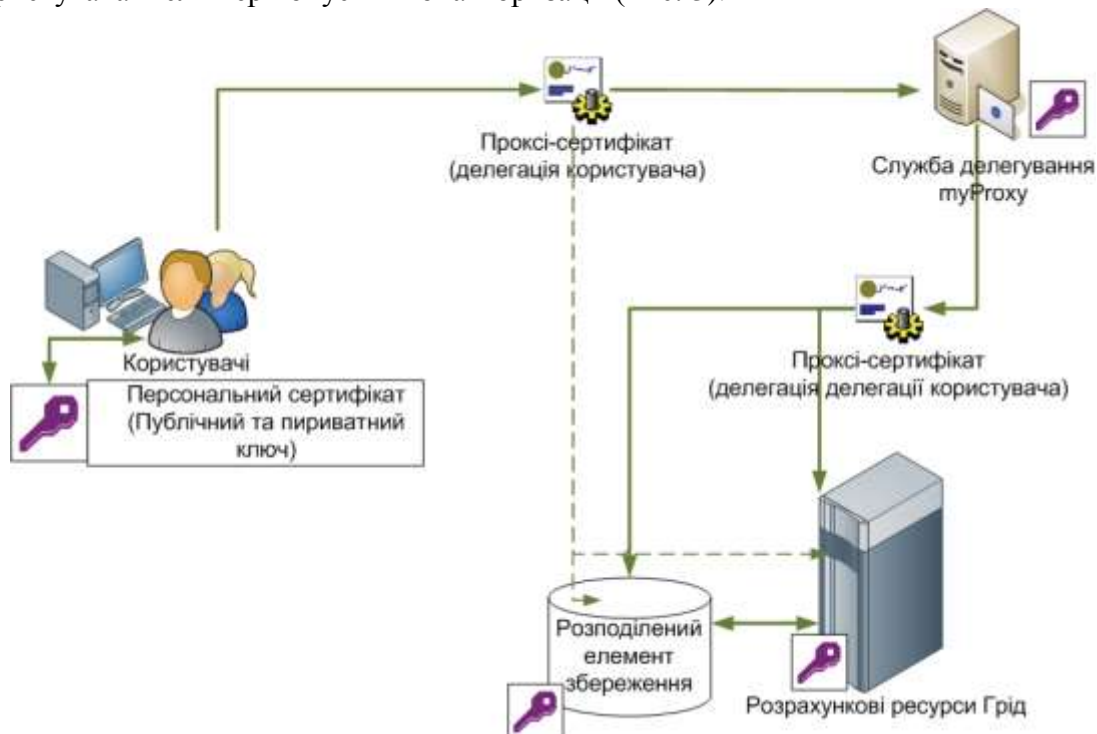 Проксі-сертифікат
(делегація користувача)
Служба делегування
myProxy
Користувачі
Персональний сертифікат
(Публічний та пириватний
ключ)
Проксі-сертифікат
(делегація делегації користувача)
Розподілений
елемент
збереження
Розрахункові ресурси Грід